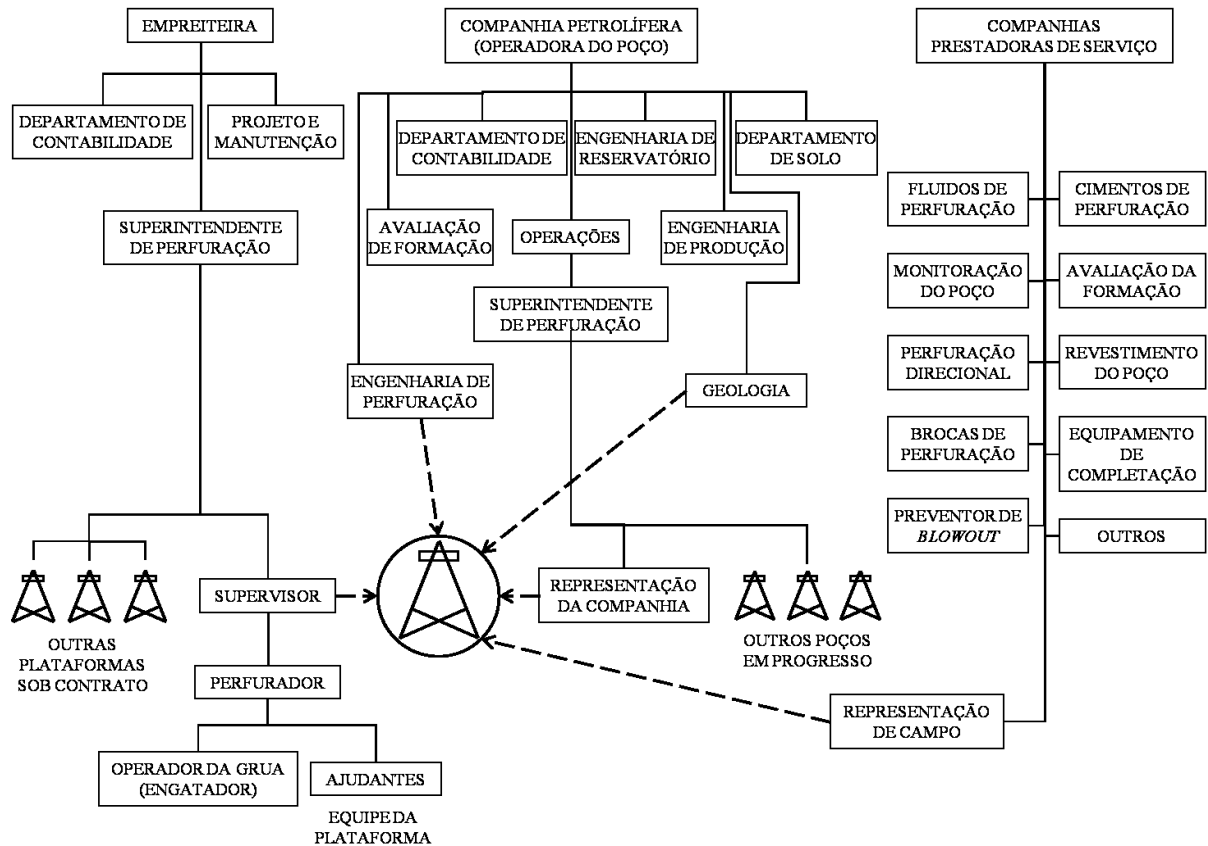 EMPREITEIRA
DEPARTAMENTO DE
CONTABILIDADE
PROJETO E
MANUTENÇÃO
SUPERINTENDENTE
DE PERFURAÇÃO
OUTRAS
PLATAFORMAS
SOB CONTRATO
SUPERVISOR
PERFURADOR
OPERADOR DA GRUA
(ENGATADOR)
AJUDANTES
EQUIPE DA
PLATAFORMA
COMPANHIA PETROLÍFERA
(OPERADORA DO POÇO)
DEPARTAMENTO DE
CONTABILIDADE
ENGENHARIA DE
RESERVATÓRIO
DEPARTAMENTO
DE SOLO
AVALIAÇÃO
DE FORMAÇÃO
OPERAÇÕES
ENGENHARIA
DE PRODUÇÃO
SUPERINTENDENTE
DE PERFURAÇÃO
ENGENHARIA DE
PERFURAÇÃO
GEOLOGIA
REPRESENTAÇÃO
DA COMPANHIA
OUTROS POÇOS
EM PROGRESSO
COMPANHIAS
PRESTADORAS DE SERVIÇO
FLUIDOS DE
PERFURAÇÃO
CIMENTOS DE
PERFURAÇÃO
MONITORAÇÃO
DO POÇO
AVALIAÇÃO DA
FORMAÇÃO
PERFURAÇÃO
DIRECIONAL
REVESTIMENTO
DO POÇO
BROCAS DE
PERFURAÇÃO
EQUIPAMENTO
DE
COMPLETAÇÃO
PREVENTOR DE
BLOWOUT
OUTROS
REPRESENTAÇÃO
DE CAMPO